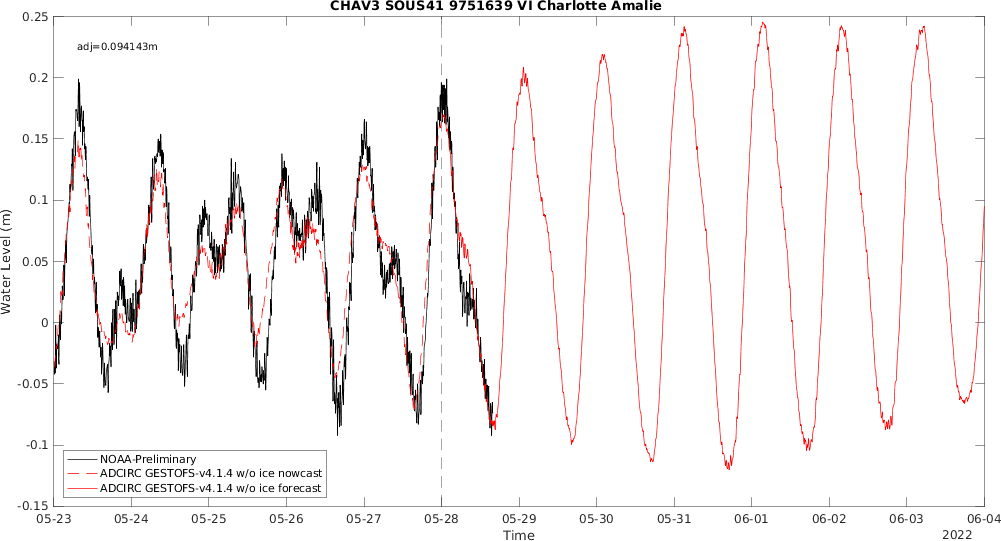 CHAV3 SOUS41 9751639 VI Charlotte Amalie
adj=0.094143m
0.25
0.2
0.15
0.1
0.05
0
-0.05
-0.1
-0.15
Water Level (m)
NOAA-Preliminary
ADCIRC GESTOFS-v4.1.4 w/o ice nowcast
ADCIRC GESTOFS-v4.1.4 w/o ice forecast
05-23 05-24 05-25 05-26 05-27 05-28 05-29 05-30 05-31 06-01 06-02 06-03 06-04
Time
2022